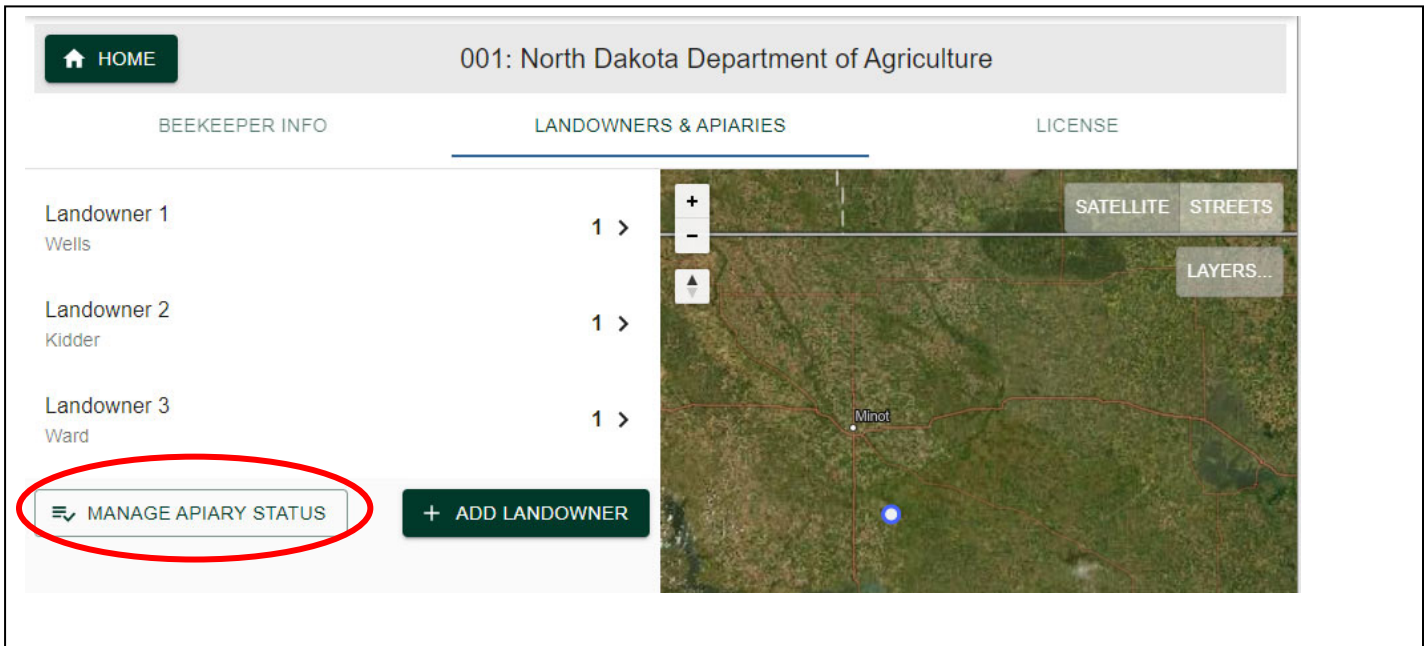 HOME
001: North Dakota Department of Agriculture
BEEKEEPER INFO
LANDOWNERS & APIARIES
LICENSE
Landowner 1
Wells
1
Landowner 2
Kidder
1
Landowner 3
Ward
1
MANAGE APIARY STATUS
+ ADD LANDOWNER
+
−
SATELLITE
STREETS
LAYERS...
Minot